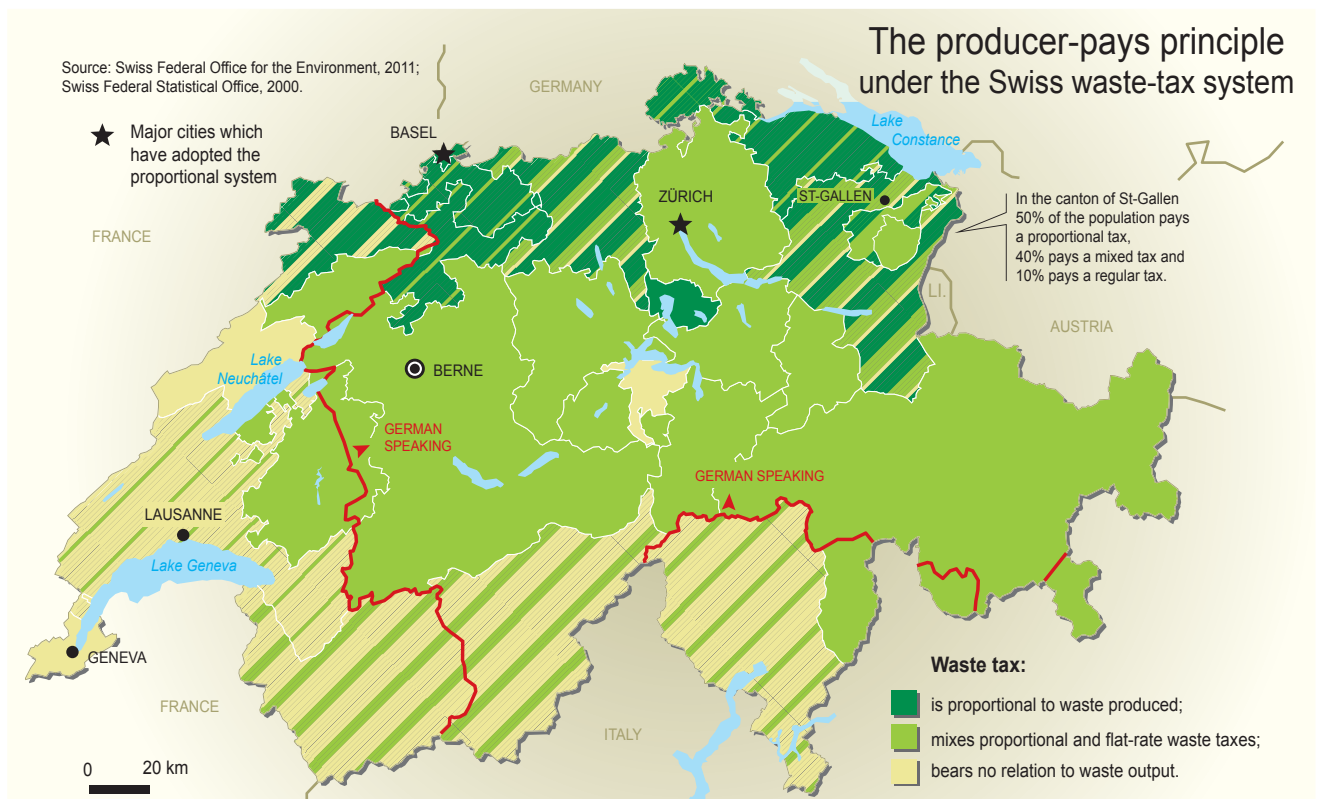 The producer-pays principle
under the Swiss waste-tax system
Source: Swiss Federal Office for the Environment, 2011;
Swiss Federal Statistical Office, 2000.
Major cities which
have adopted the
proportional system
GERMANY
BASEL
Lake
Constance
ZÜRICH
ST-GALLEN
In the canton of St-Gallen
50% of the population pays
a proportional tax,
40% pays a mixed tax and
10% pays a regular tax.
FRANCE
LI.
AUSTRIA
Lake
Neuchâtel
BERNE
GERMAN
SPEAKING
GERMAN SPEAKING
LAUSANNE
Lake Geneva
GENEVA
FRANCE
ITALY
Waste tax:
is proportional to waste produced;
mixes proportional and flat-rate waste taxes;
bears no relation to waste output.
0 20 km